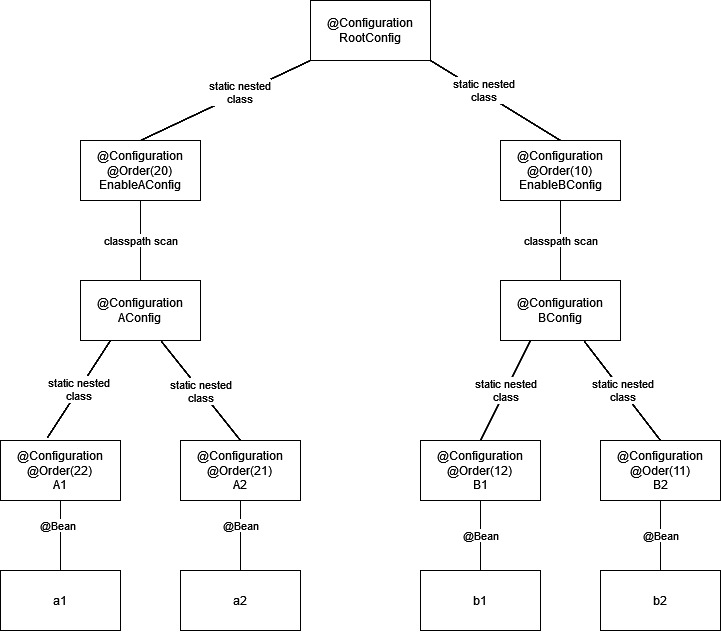 @Configuration
RootConfig
static nested
class
static nested
class
@Configuration
@Order(20)
EnableAConfig
@Configuration
@Order(10)
EnableBConfig
classpath scan
classpath scan
@Configuration
AConfig
@Configuration
BConfig
static nested
class
static nested
class
static nested
class
static nested
class
@Configuration
@Order(22)
A1
@Configuration
@Order(21)
A2
@Configuration
@Order(12)
B1
@Configuration
@Oder(11)
B2
@Bean
@Bean
@Bean
@Bean
a1
a2
b1
b2